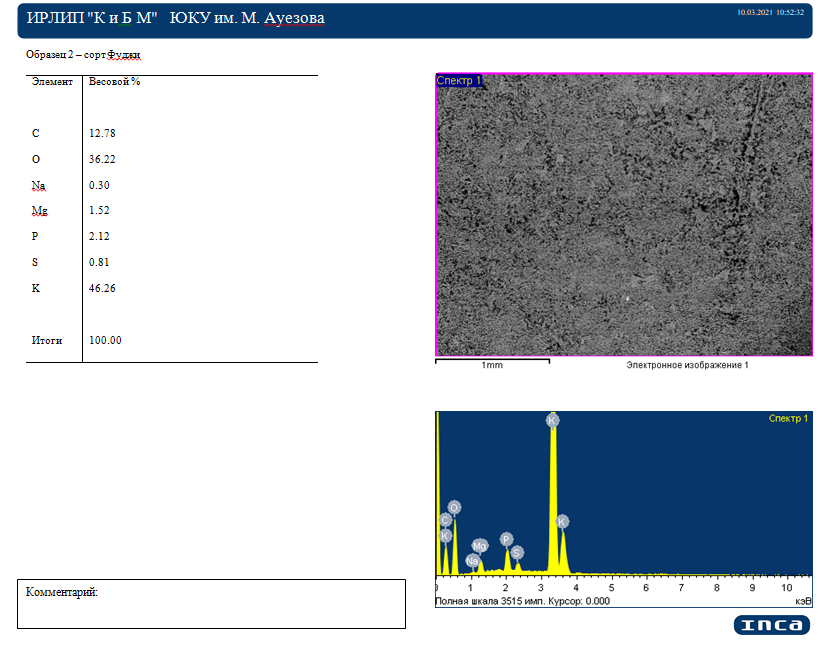 ИРЛИП "К и Б М" ЮКУ им. М. Ауезова
10.03.2021 10:52:32
Образец 2 – сорт Фуджи
Элемент Весовой %
C 12.78
O 36.22
Na 0.30
Mg 1.52
P 2.12
S 0.81
K 46.26
Итоги 100.00
Спектр 1
1mm Электронное изображение 1
Спектр 1
K
O
C
K
K
Mg
P
S
Na
0 1 2 3 4 5 6 7 8 9 10
Полная шкала 3515 имп. Курсор: 0.000 кэВ
Комментарий:
INCA